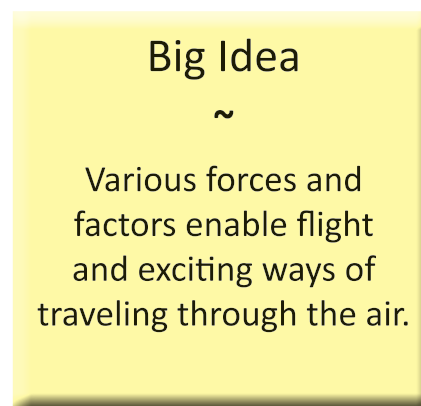 Big Idea
~
Various forces and
factors enable flight
and exciting ways of
traveling through the air.